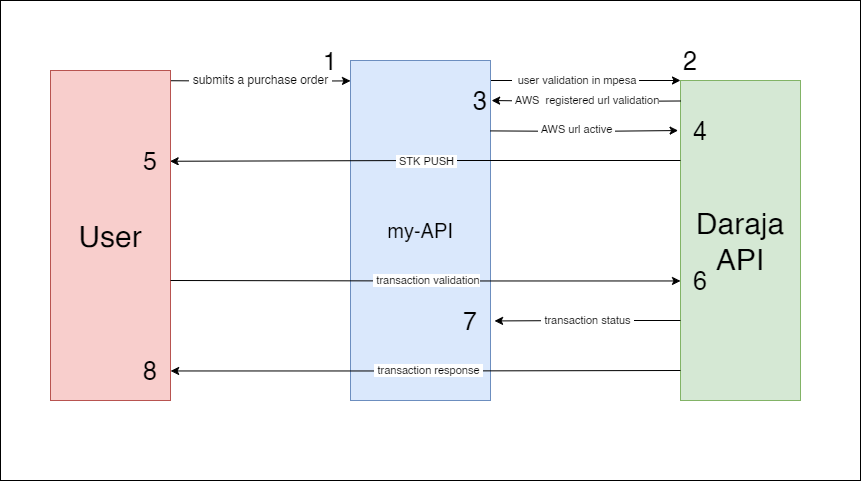 1
submits a purchase order
2
user validation in mpesa
3
AWS registered url validation
AWS url active
4
5
STK PUSH
User
my-API
Daraja
API
transaction validation
6
7
transaction status
8
transaction response